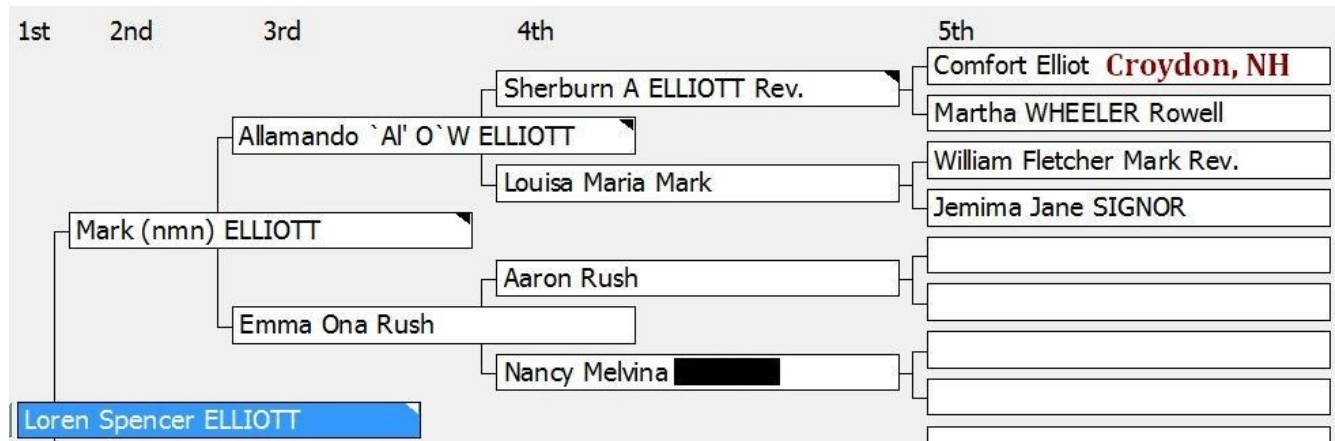 1st 2nd 3rd 4th 5th
Comfort Elliot Croydon, NH
Sherburn A ELLIOTT Rev.
Martha WHEELER Rowell
Allamando `Al' O`W ELLIOTT
William Fletcher Mark Rev.
Louisa Maria Mark
Jemima Jane SIGNOR
Mark (nmn) ELLIOTT
Aaron Rush
Emma Ona Rush
Nancy Melvina
Loren Spencer ELLIOTT